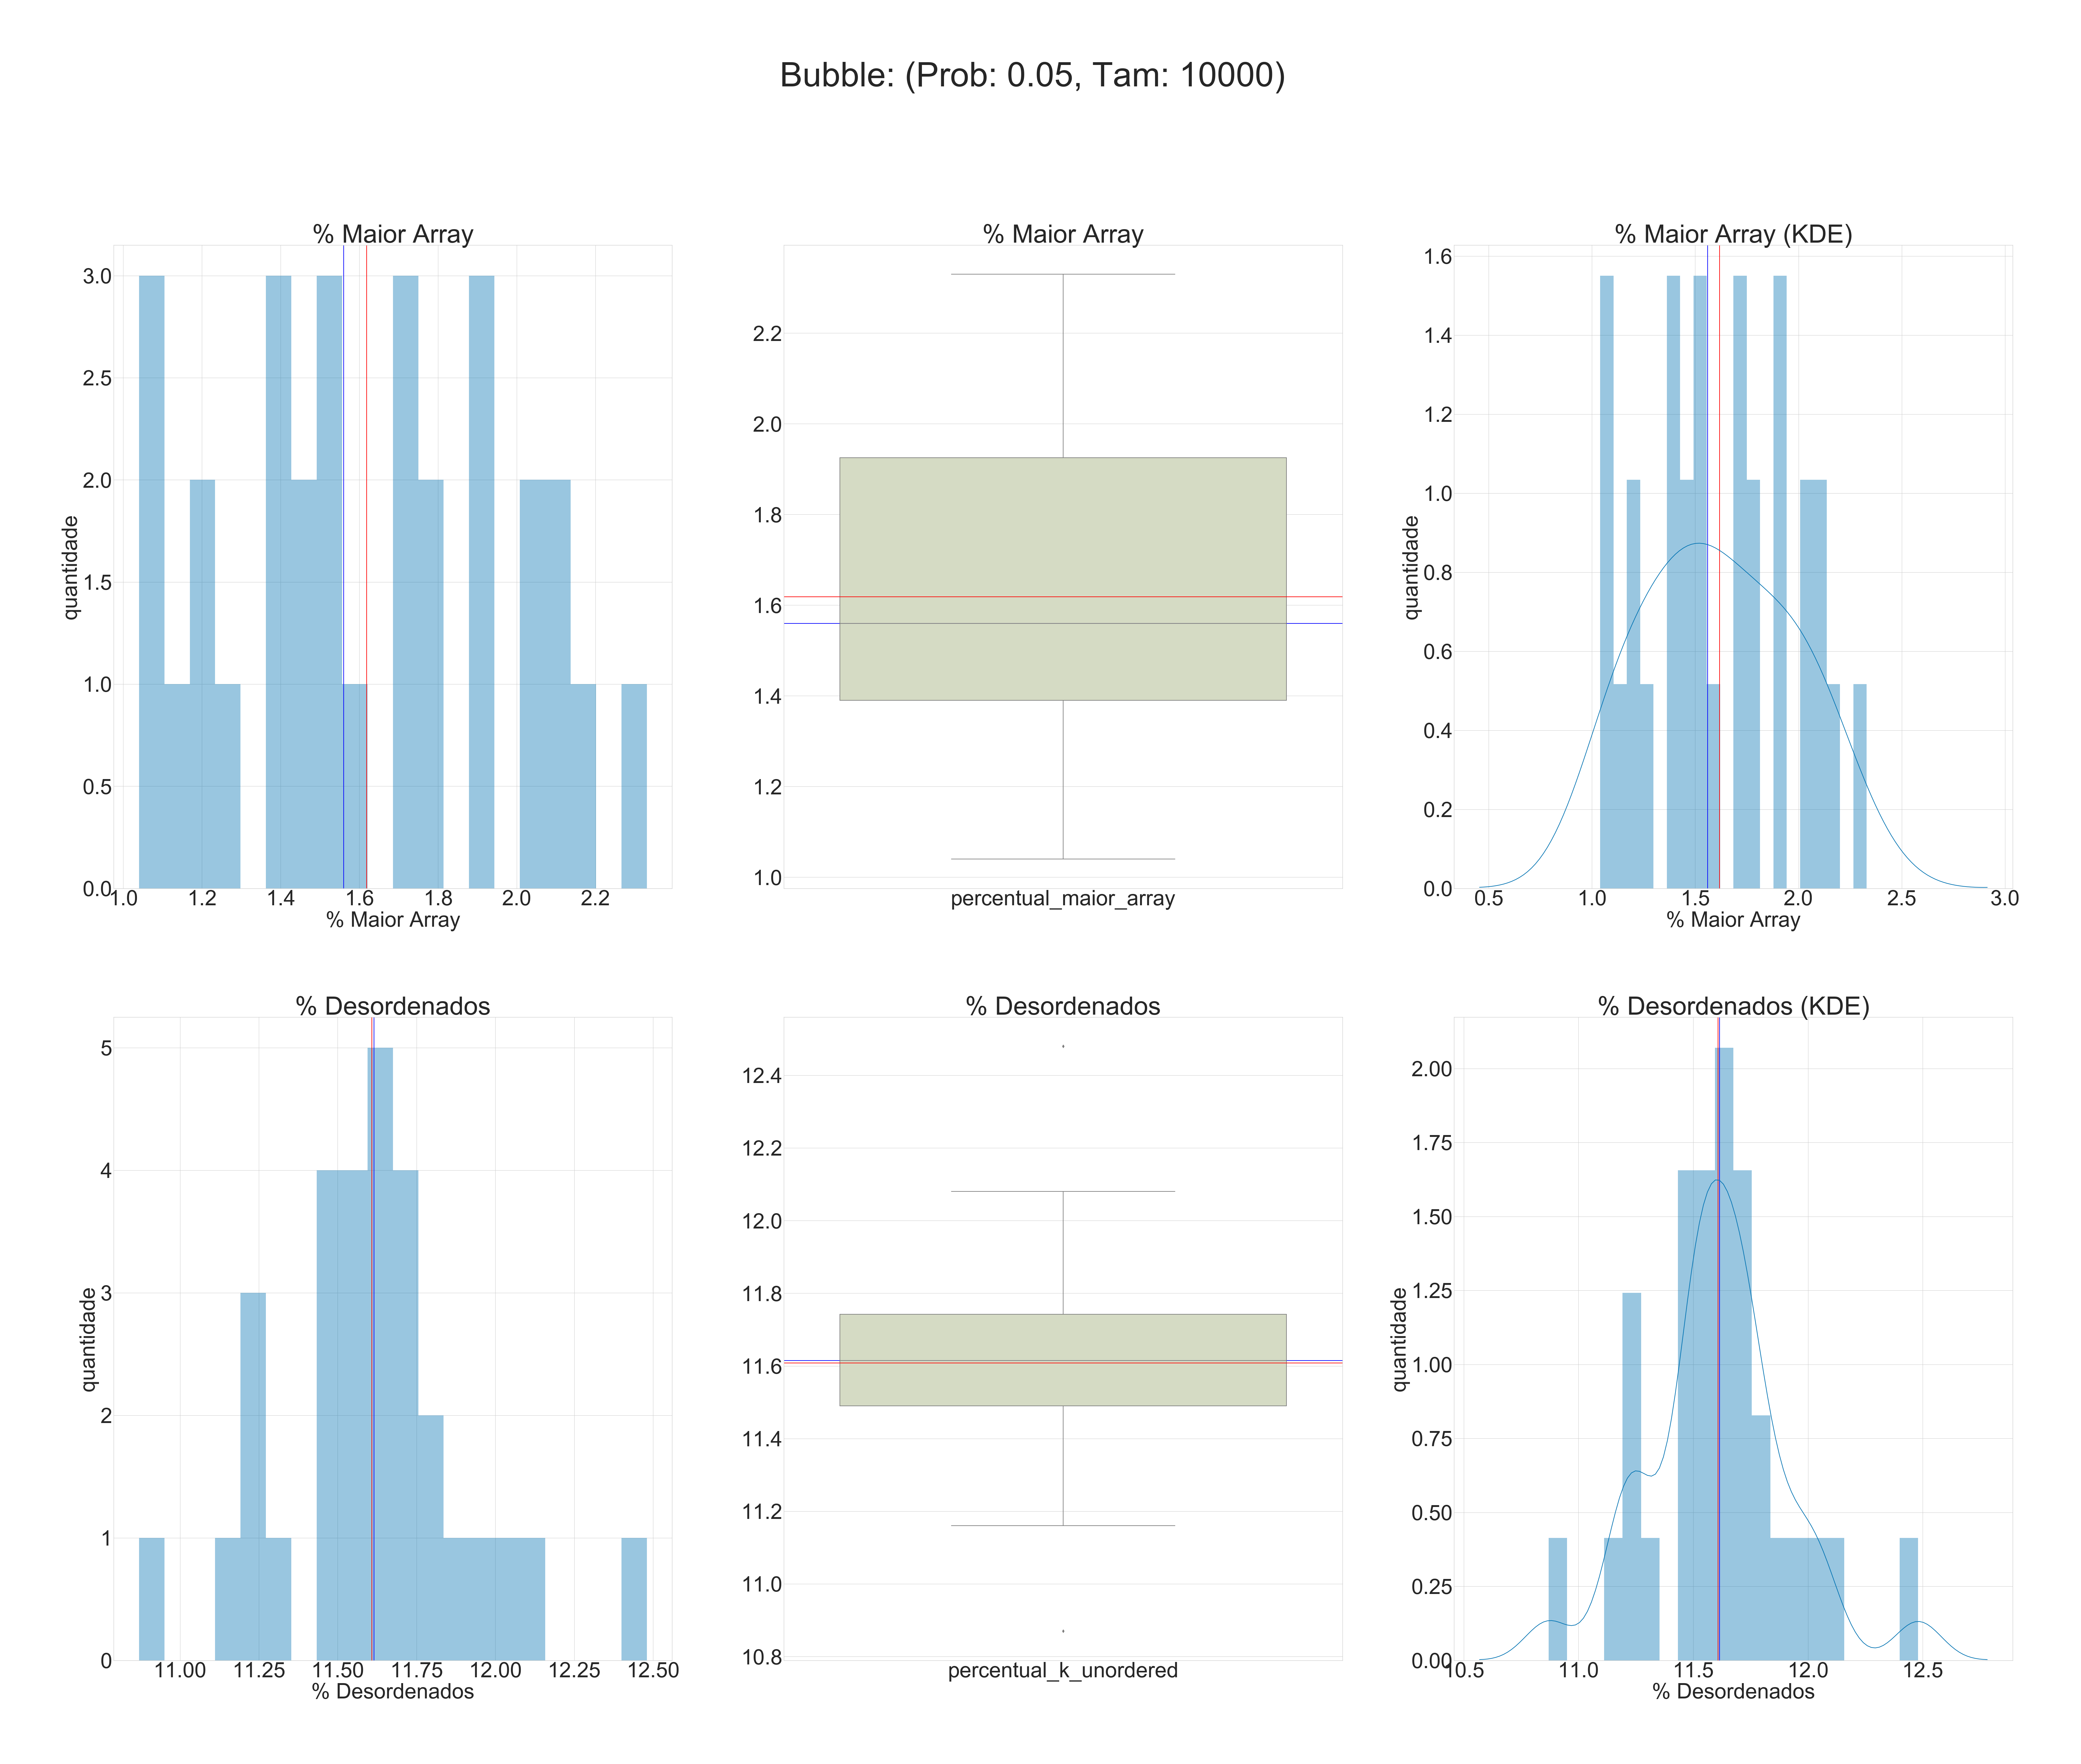 Bubble: (Prob: 0.05, Tam: 10000)
% Maior Array
3.0
2.5
2.0
1.5
1.0
0.5
0.0
quantidade
1.0 1.2 1.4 1.6 1.8 2.0 2.2
% Maior Array
% Maior Array
2.2
2.0
1.8
1.6
1.4
1.2
1.0
percentual_maior_array
% Maior Array (KDE)
1.6
1.4
1.2
1.0
0.8
0.6
0.4
0.2
0.0
quantidade
0.5 1.0 1.5 2.0 2.5 3.0
% Maior Array
% Desordenados
5
4
3
2
1
0
quantidade
11.00 11.25 11.50 11.75 12.00 12.25 12.50
% Desordenados
% Desordenados
12.4
12.2
12.0
11.8
11.6
11.4
11.2
11.0
10.8
percentual_k_unordered
% Desordenados (KDE)
2.00
1.75
1.50
1.25
1.00
0.75
0.50
0.25
0.00
quantidade
10.5 11.0 11.5 12.0 12.5
% Desordenados